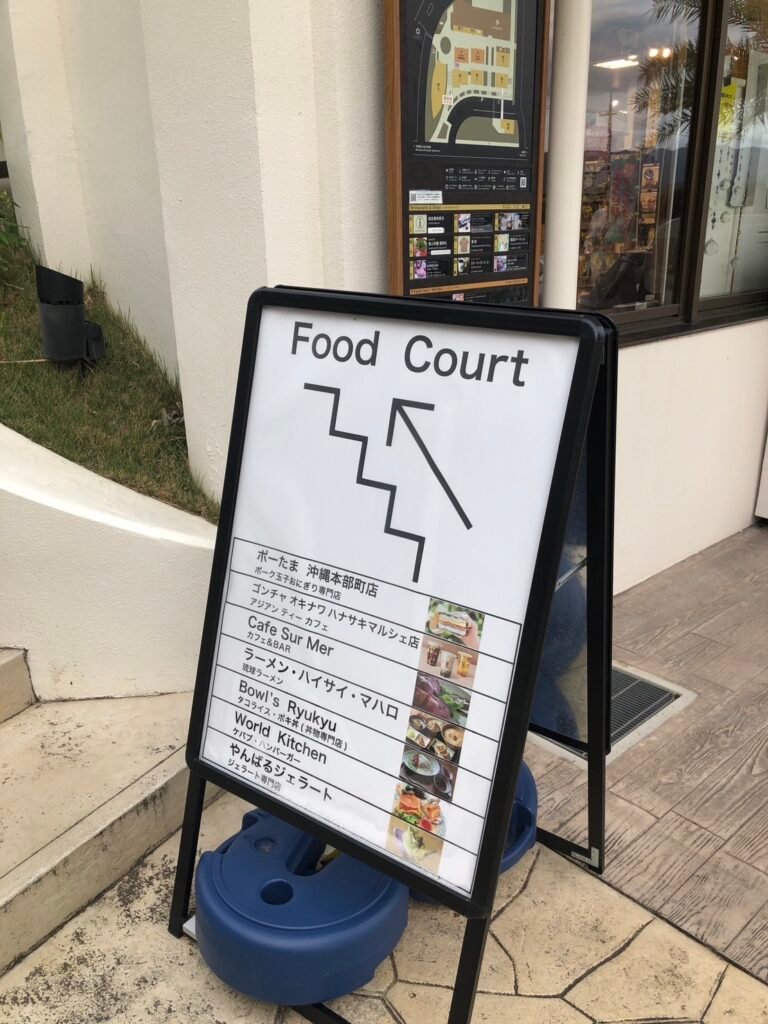 Food Court
ポーたま 沖縄本部町店
ポーク玉子おにぎり専門店
ゴンチャ オキナワ ハナサキマルシェ店
アジアン ティー カフェ
Cafe Sur Mer
カフェ&BAR
ラーメン・ハイサイ・マハロ
琉球ラーメン
Bowl's Ryukyu
タコライス・ポキ丼(丼物専門店)
World Kitchen
ケバブ・ハンバーガー
やんばるジェラート
ジェラート専門店